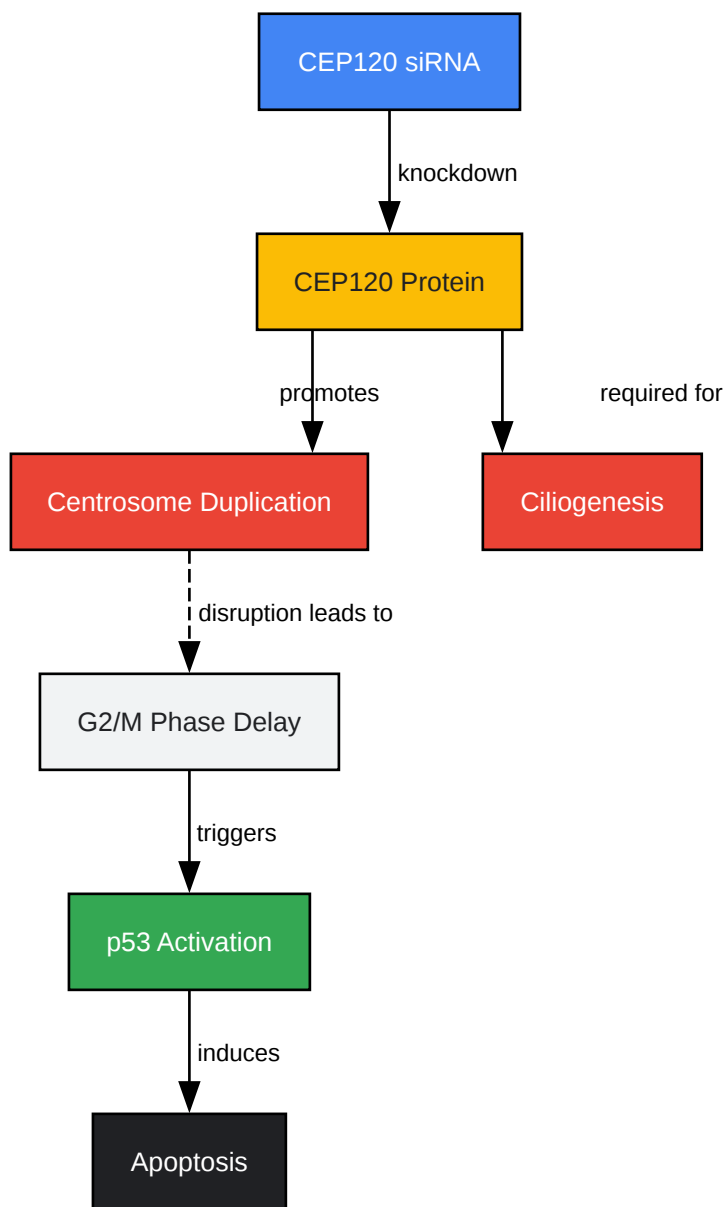 CEP120 siRNA
knockdown
CEP120 Protein
promotes
required for
Centrosome Duplication
Ciliogenesis
disruption leads to
G2/M Phase Delay
triggers
p53 Activation
induces
Apoptosis